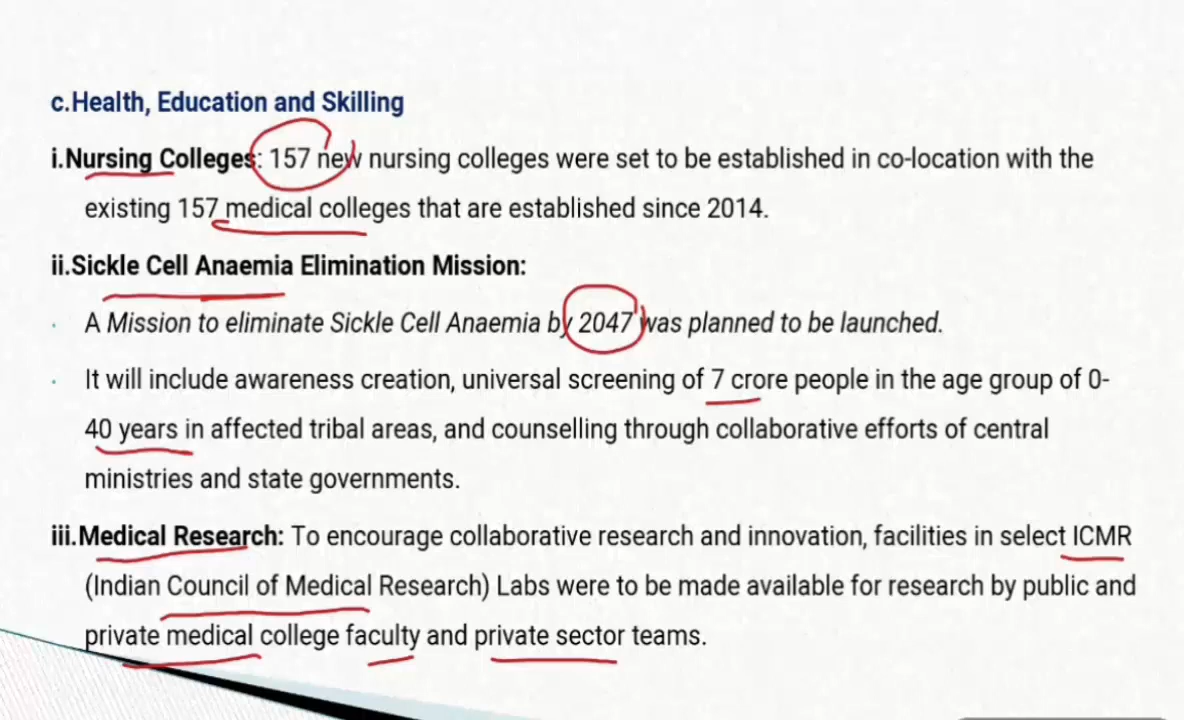 c.Health, Education and Skilling
i.Nursing Colleges: 157 new nursing colleges were set to be established in co-location with the
existing 157 medical colleges that are established since 2014.
ii.Sickle Cell Anaemia Elimination Mission:
A Mission to eliminate Sickle Cell Anaemia by 2047 was planned to be launched.
It will include awareness creation, universal screening of 7 crore people in the age group of 0-
40 years in affected tribal areas, and counselling through collaborative efforts of central
ministries and state governments.
iii.Medical Research: To encourage collaborative research and innovation, facilities in select ICMR
(Indian Council of Medical Research) Labs were to be made available for research by public and
private medical college faculty and private sector teams.